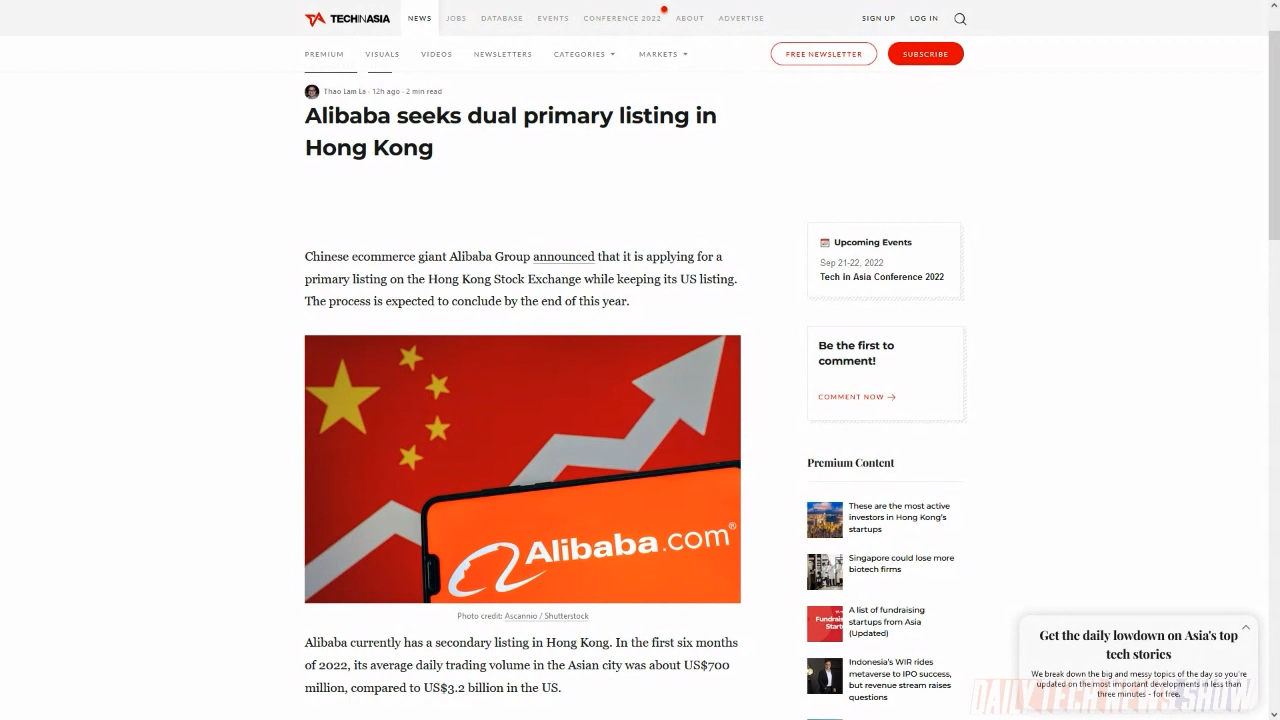 TECHINASIA
NEWS
JOBS
DATABASE
EVENTS
CONFERENCE 2022
ABOUT
ADVERTISE
SIGN UP
LOG IN
PREMIUM
VISUALS
VIDEOS
NEWSLETTERS
CATEGORIES
MARKETS
FREE NEWSLETTER
SUBSCRIBE
Thao Lam La · 12h ago · 2 min read
Alibaba seeks dual primary listing in
Hong Kong
Chinese ecommerce giant Alibaba Group announced that it is applying for a
primary listing on the Hong Kong Stock Exchange while keeping its US listing.
The process is expected to conclude by the end of this year.
Alibaba.com®
Photo credit: Ascannio / Shutterstock
Alibaba currently has a secondary listing in Hong Kong. In the first six months
of 2022, its average daily trading volume in the Asian city was about US$700
million, compared to US$3.2 billion in the US.
Upcoming Events
Sep 21-22, 2022
Tech in Asia Conference 2022
Be the first to
comment!
COMMENT NOW →
Premium Content
These are the most active
investors in Hong Kong's
startups
Singapore could lose more
biotech firms
A list of fundraising
startups from Asia
(Updated)
Indonesia's WIR rides
metaverse to IPO success,
but revenue stream raises
questions
Get the daily lowdown on Asia's top
tech stories
We break down the big and messy topics of the day so you're
updated on the most important developments in less than
three minutes - for free.
DAILY TECH NEWS SHOW